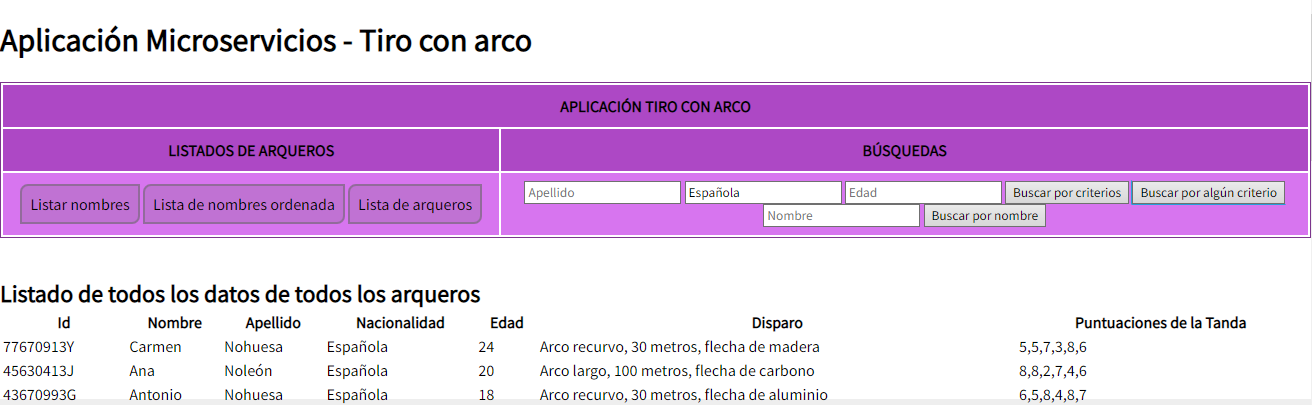 Aplicación Microservicios - Tiro con arco
APLICACIÓN TIRO CON ARCO
LISTADOS DE ARQUEROS BÚSQUEDAS
Listar nombres Lista de nombres ordenada Lista de arqueros Apellido Española Edad Buscar por criterios Buscar por algún criterio
Nombre Buscar por nombre
Listado de todos los datos de todos los arqueros
Id Nombre Apellido Nacionalidad Edad Disparo Puntuaciones de la Tanda
77670913Y Carmen Nohuesa Española 24 Arco recurvo, 30 metros, flecha de madera 5,5,7,3,8,6
45630413J Ana Noleón Española 20 Arco largo, 100 metros, flecha de carbono 8,8,2,7,4,6
43670993G Antonio Nohuesa Española 18 Arco recurvo, 30 metros, flecha de aluminio 6,5,8,4,8,7